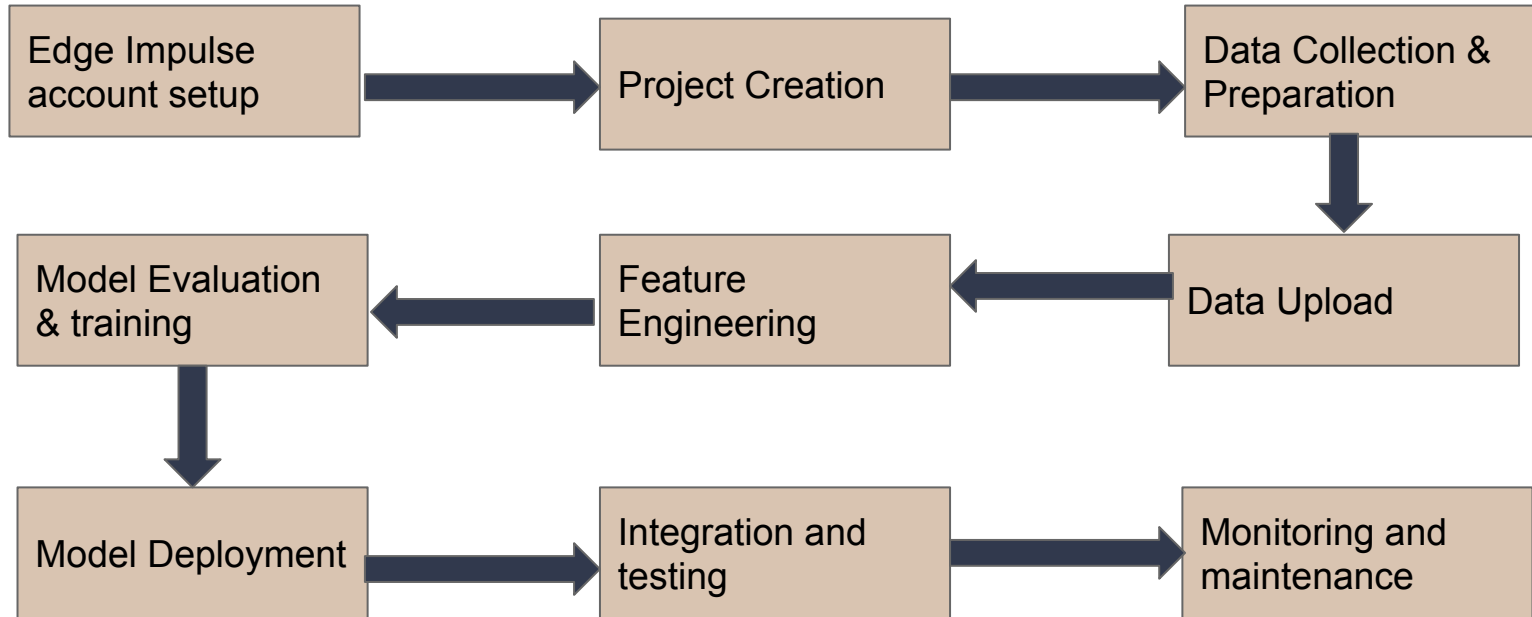 Edge Impulse
account setup
Project Creation
Data Collection &
Preparation
Data Upload
Feature
Engineering
Model Evaluation
& training
Model Deployment
Integration and
testing
Monitoring and
maintenance